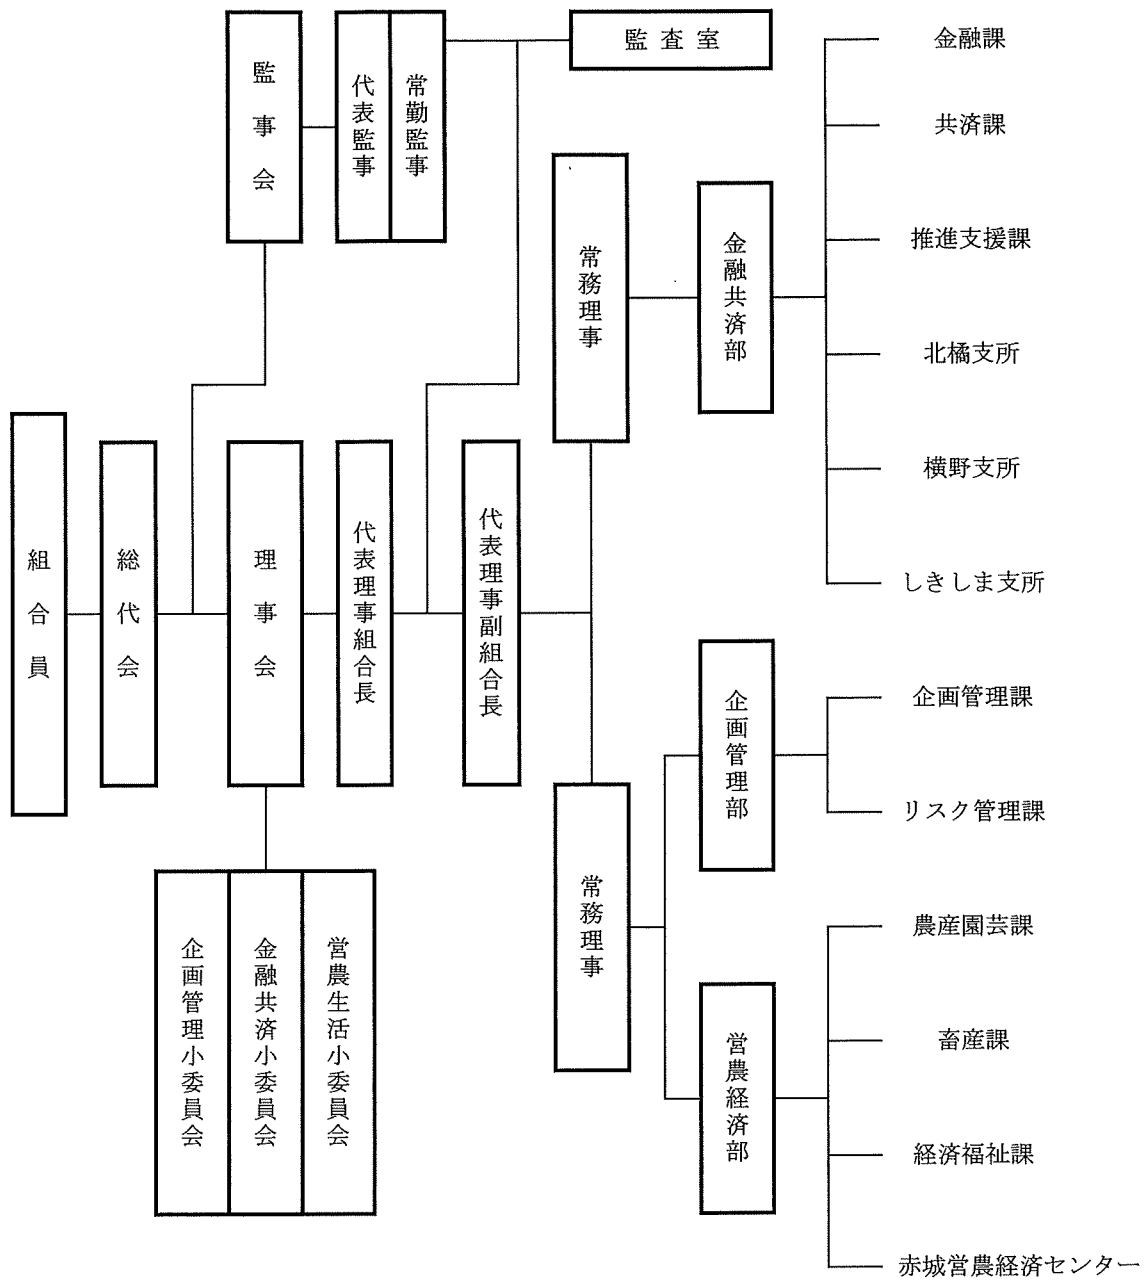 組合員
総代会
監事会
代表監事
常勤監事
監査室
理事会
企画管理小委員会
金融共済小委員会
営農生活小委員会
代表理事組合長
代表理事副組合長
常務理事
金融共済部
金融課
共済課
推進支援課
北橘支所
横野支所
しきしま支所
常務理事
企画管理部
企画管理課
リスク管理課
営農経済部
農産園芸課
畜産課
経済福祉課
赤城営農経済センター